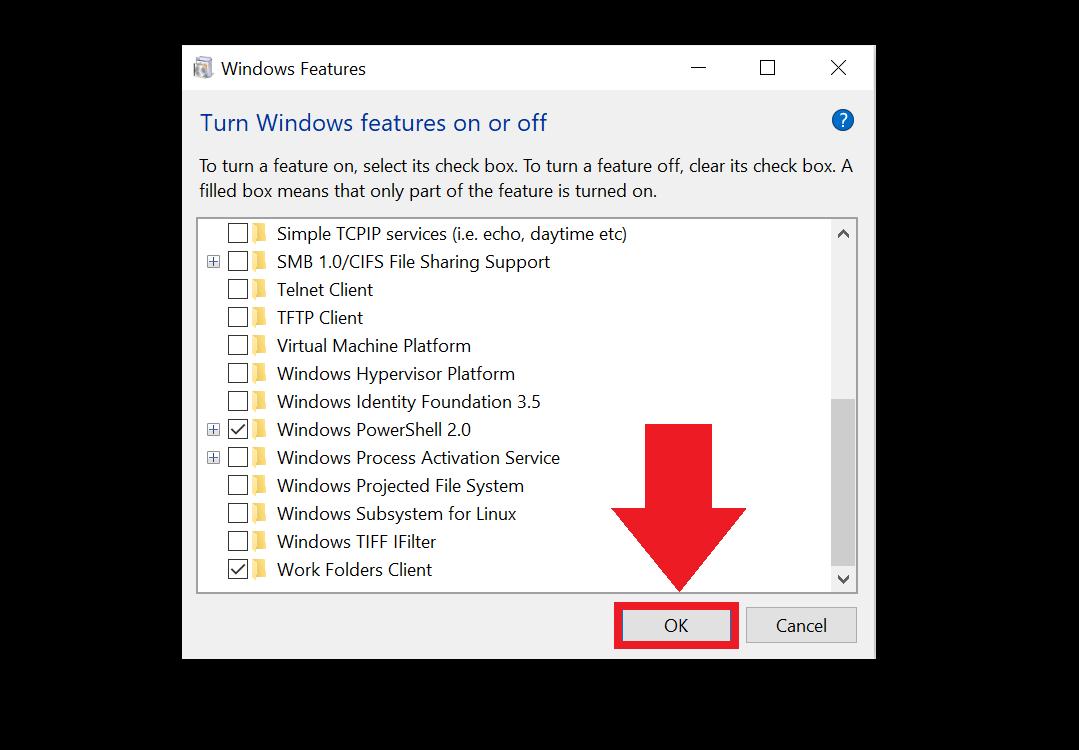 Windows Features
Turn Windows features on or off
?
To turn a feature on, select its check box. To turn a feature off, clear its check box. A
filled box means that only part of the feature is turned on.
Simple TCPIP services (i.e. echo, daytime etc)
SMB 1.0/CIFS File Sharing Support
Telnet Client
TFTP Client
Virtual Machine Platform
Windows Hypervisor Platform
Windows Identity Foundation 3.5
Windows PowerShell 2.0
Windows Process Activation Service
Windows Projected File System
Windows Subsystem for Linux
Windows TIFF IFilter
Work Folders Client
OK Cancel